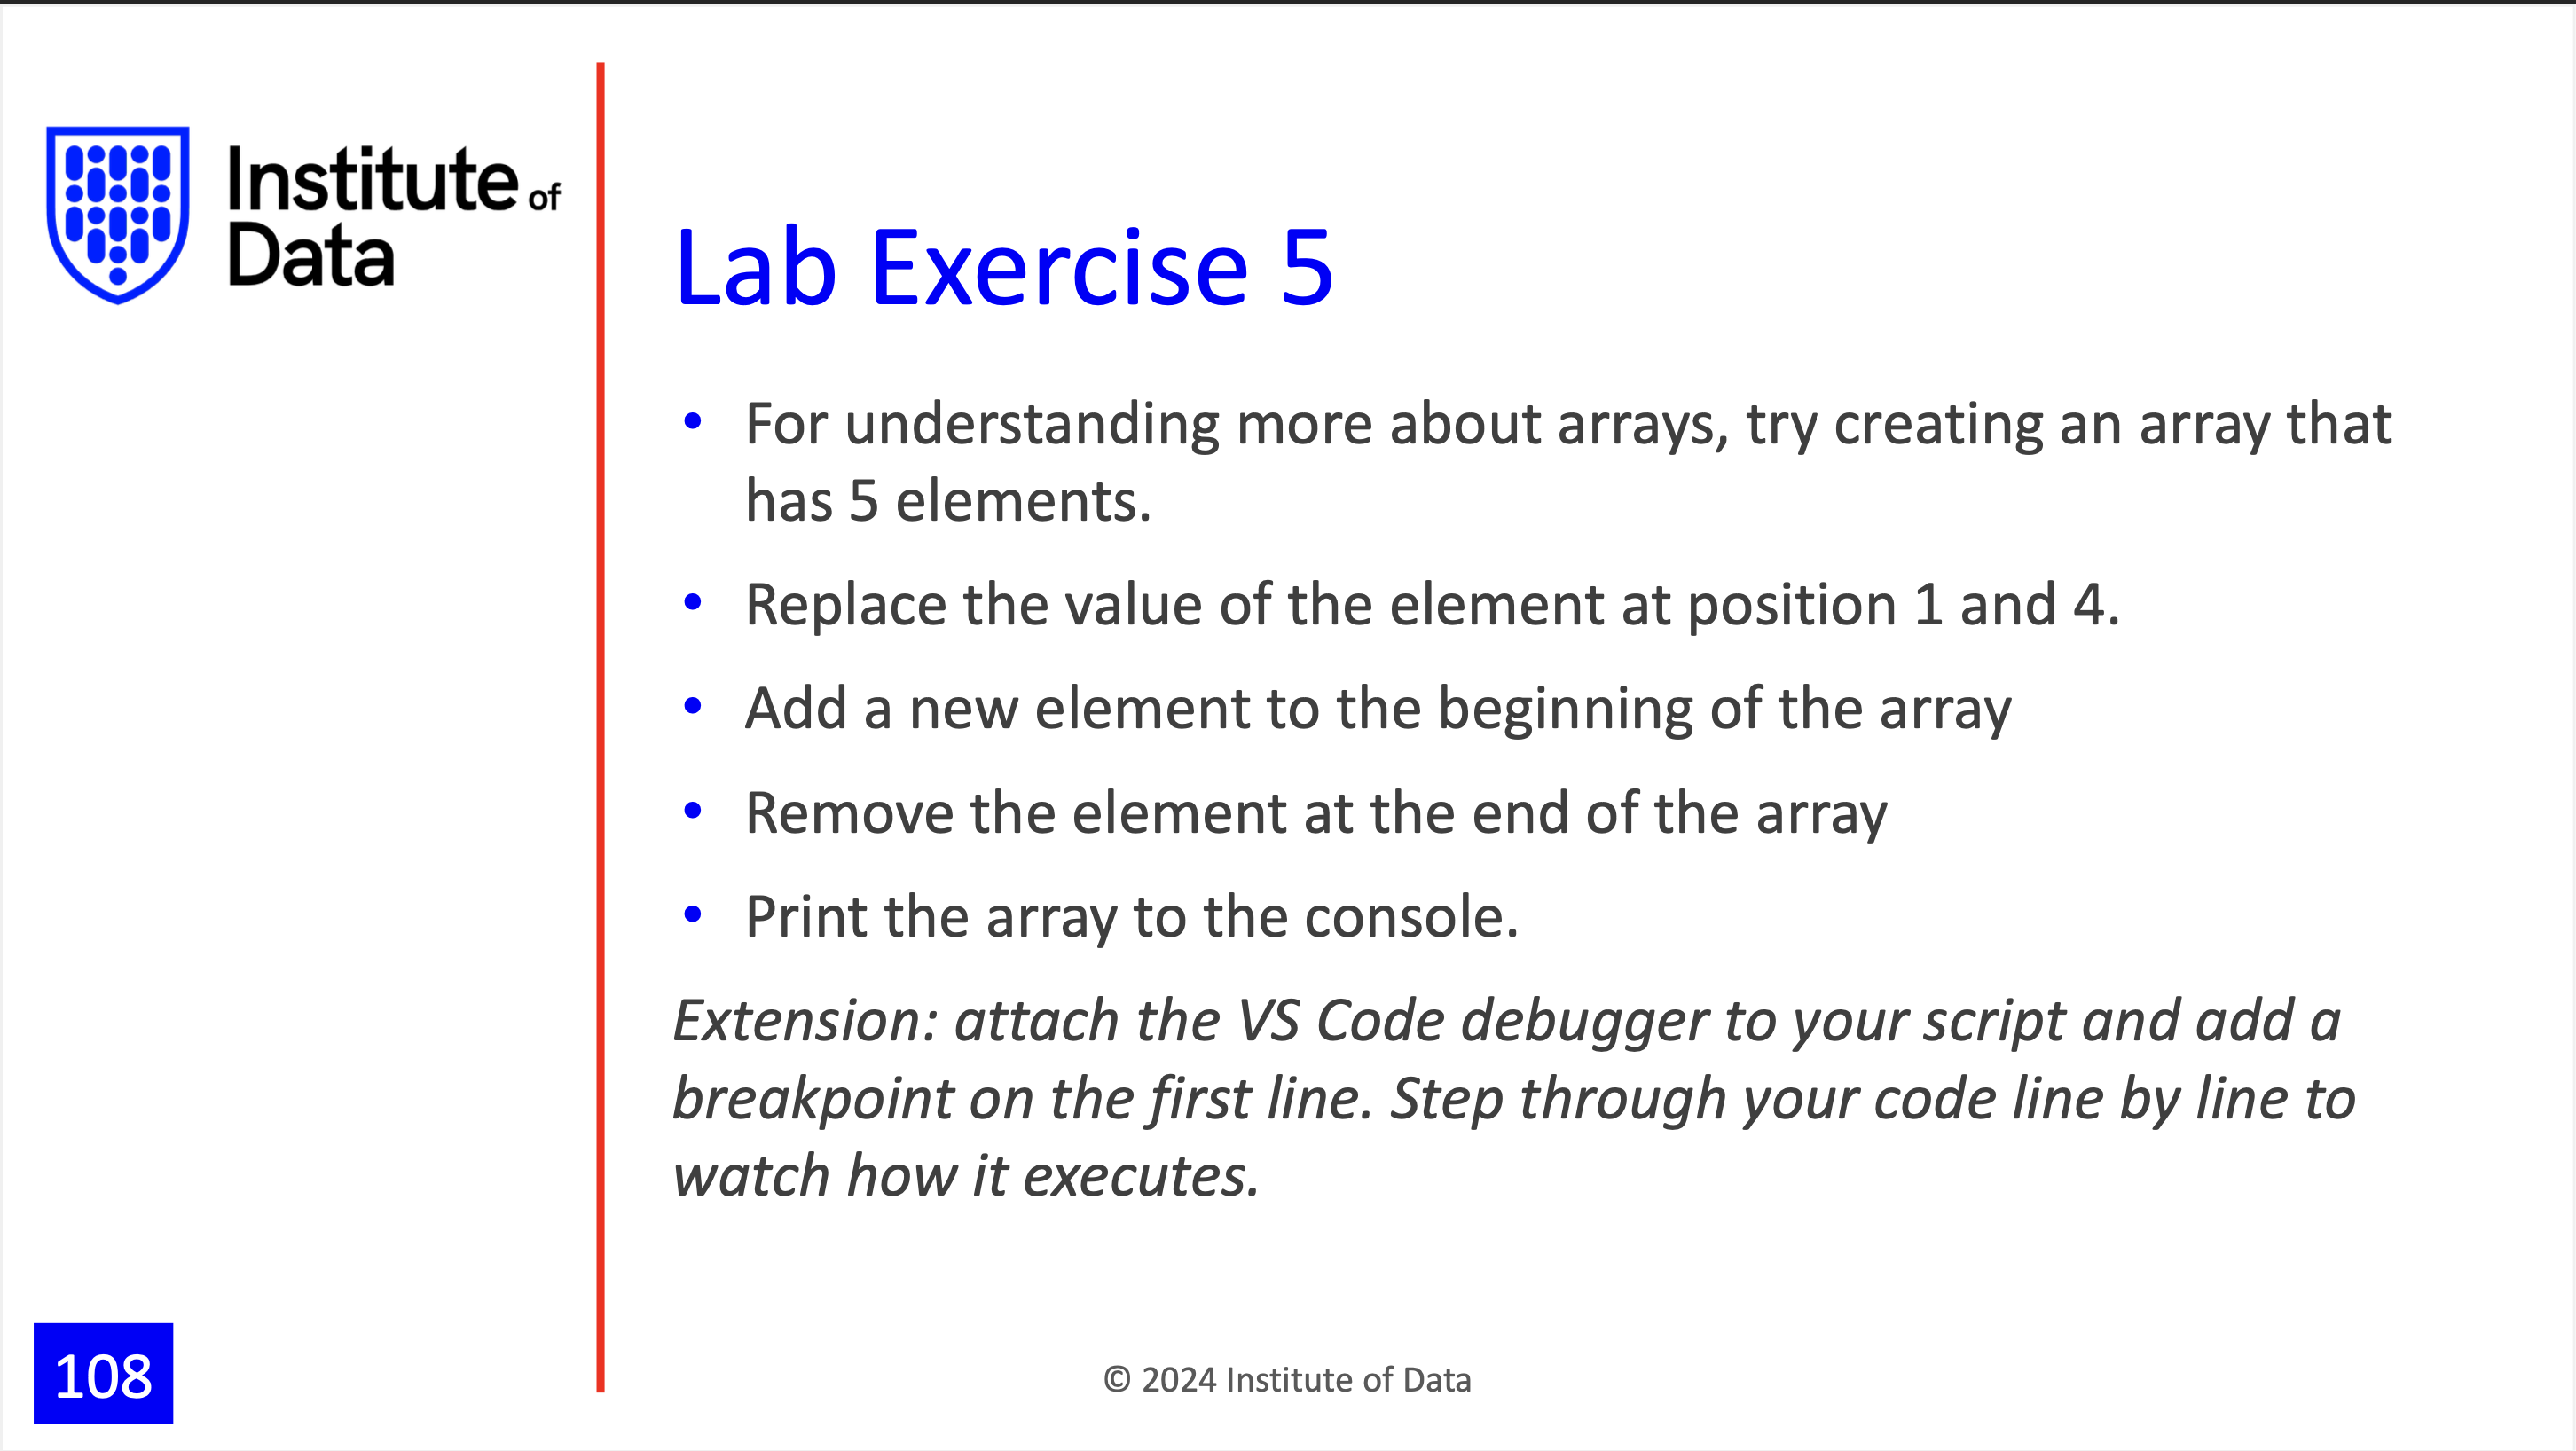 Institute of
Data
Lab Exercise 5
• For understanding more about arrays, try creating an array that
has 5 elements.
• Replace the value of the element at position 1 and 4.
• Add a new element to the beginning of the array
• Remove the element at the end of the array
• Print the array to the console.
Extension: attach the VS Code debugger to your script and add a
breakpoint on the first line. Step through your code line by line to
watch how it executes.
108
© 2024 Institute of Data